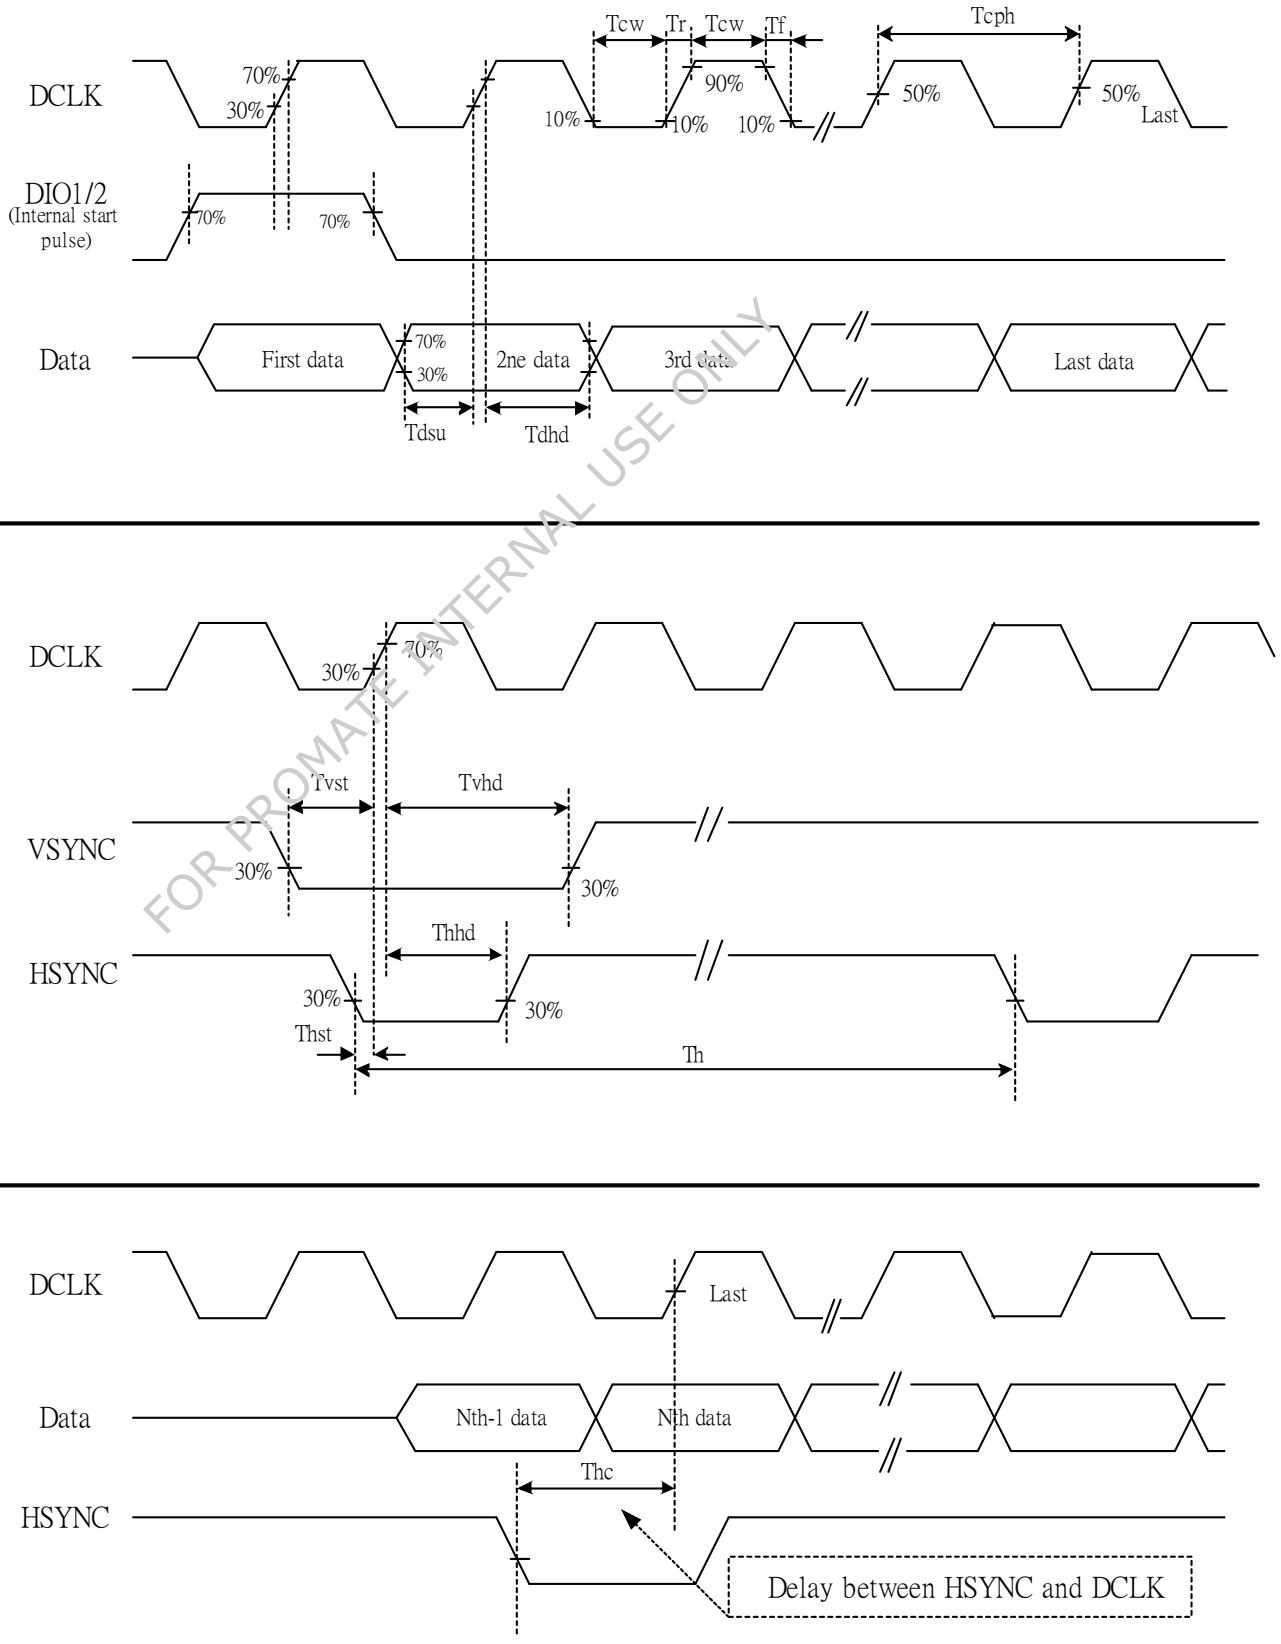 Tcw Tr Tcw Tf Tcph
DCLK
70%
30%
10%
10%
90%
10%
50%
50%
Last
DIO1/2
(Internal start
pulse)
70%
70%
Data
First data
70%
30%
2ne data
3rd data
Last data
Tdsu
Tdhd
FOR PROMATE INTERNAL USE ONLY
DCLK
30%
70%
Tvst
Tvhd
VSYNC
30%
30%
Thhd
HSYNC
30%
30%
Thst
Th
DCLK
Last
Data
Nth-1 data
Nth data
Thc
HSYNC
Delay between HSYNC and DCLK